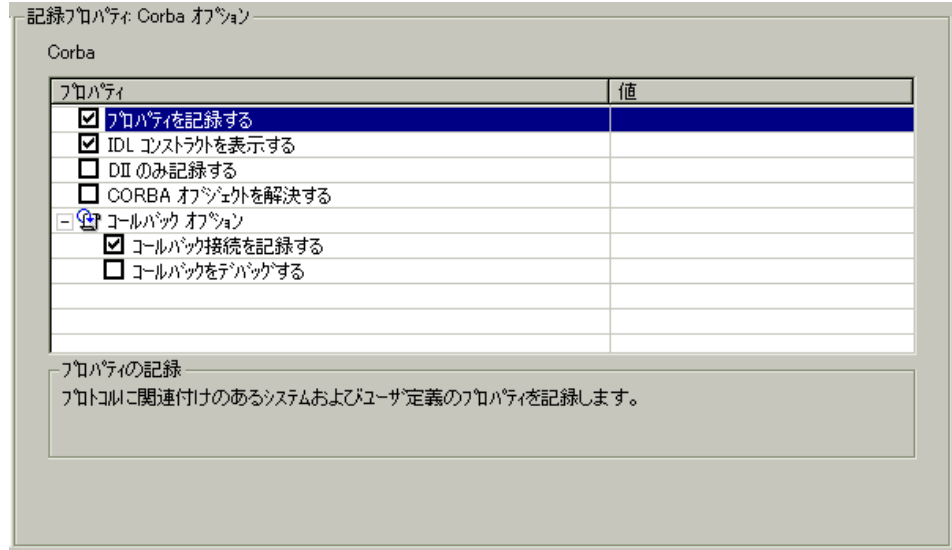 記録ﾌﾟﾛﾊﾟﾃｨ: Corba ｵﾌﾟｼｮﾝ
Corba
ﾌﾟﾛﾊﾟﾃｨ 値
ﾌﾟﾛﾊﾟﾃｨを記録する
IDL ｺﾝｽﾄﾗｸﾄを表示する
DII のみ記録する
CORBA ｵﾌﾞｼﾞｪｸﾄを解決する
ｺｰﾙﾊﾞｯｸ ｵﾌﾟｼｮﾝ
ｺｰﾙﾊﾞｯｸ接続を記録する
ｺｰﾙﾊﾞｯｸをﾃﾞﾊﾞｯｸﾞする
ﾌﾟﾛﾊﾟﾃｨの記録
ﾌﾟﾛﾄｺﾙに関連付けのあるｼｽﾃﾑおよびﾕｰｻﾞ定義のﾌﾟﾛﾊﾟﾃｨを記録します。